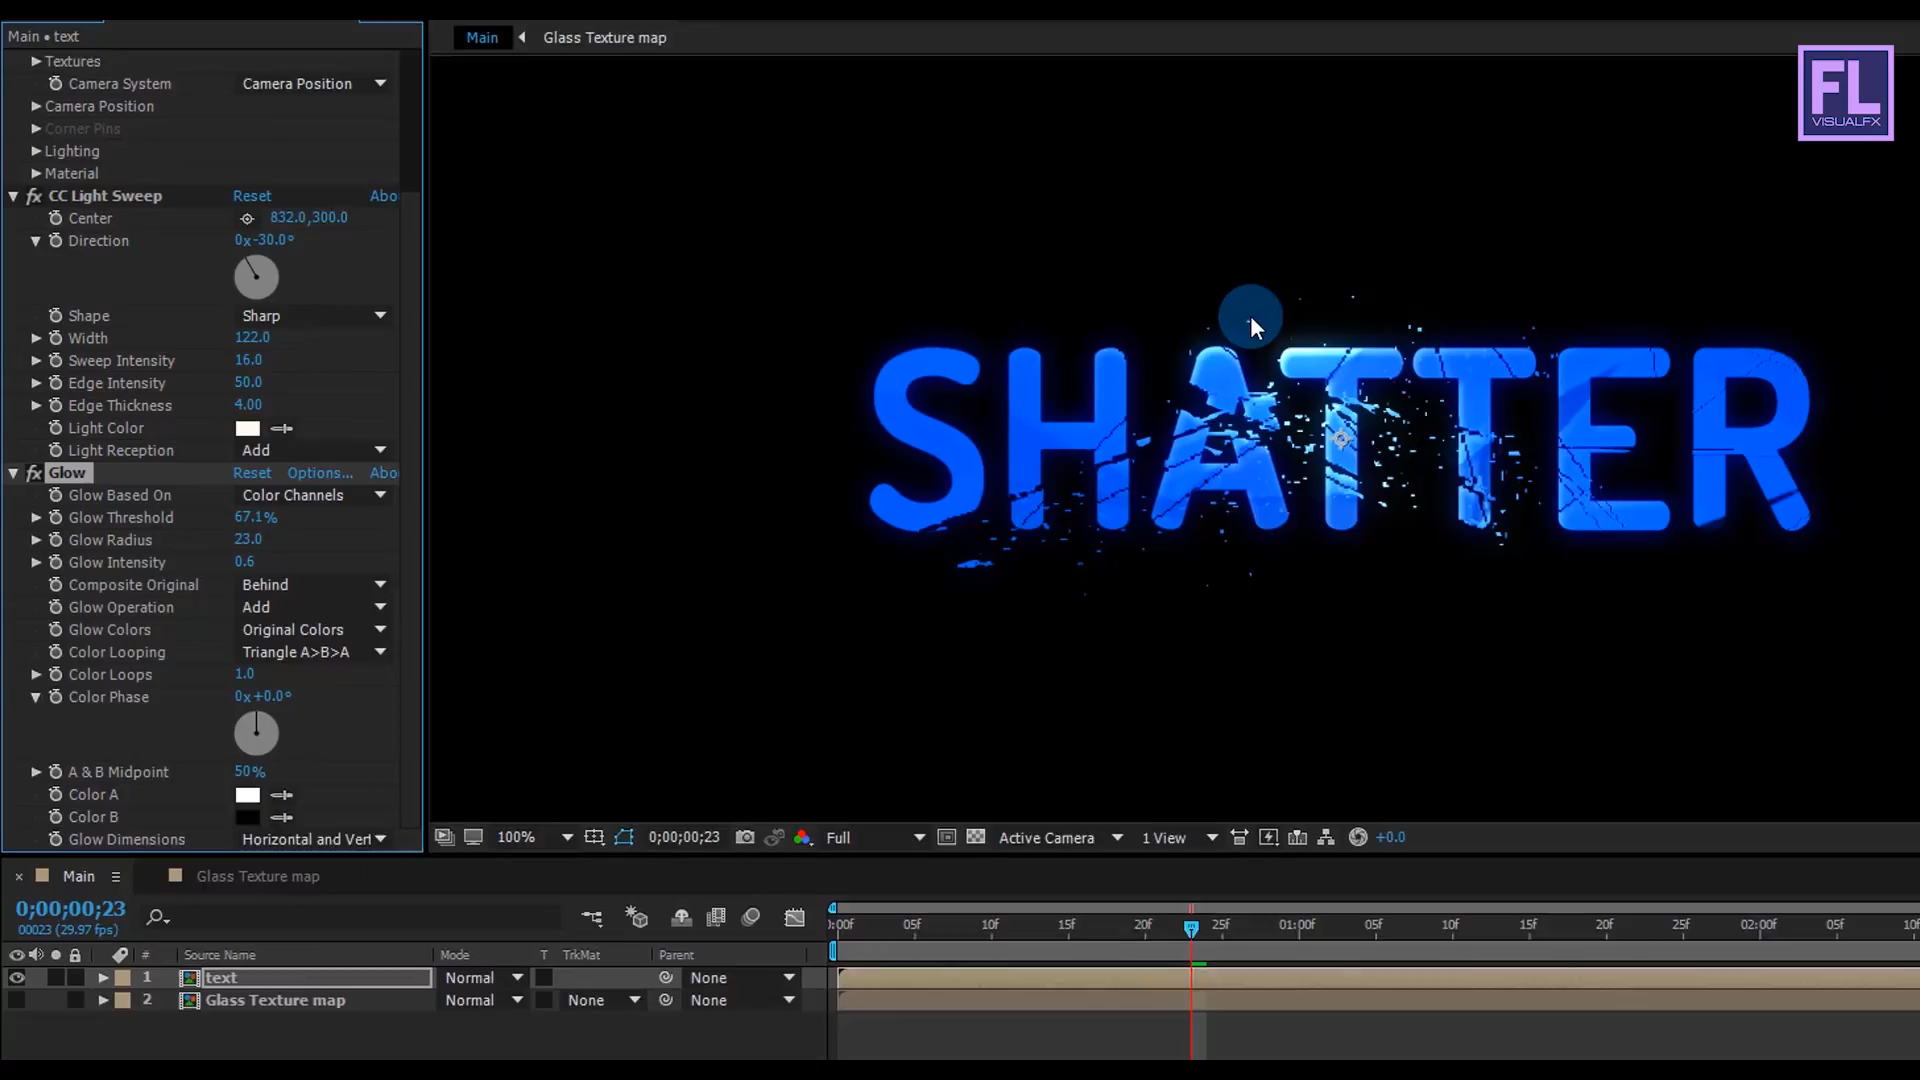 Main • text
Main Glass Texture map
FL
VISUALFX
Textures
Camera System Camera Position
Camera Position
Corner Pins
Lighting
Material
fx CC Light Sweep Reset Abo
Center 832.0,300.0
Direction 0x-30.0°
Shape Sharp
Width 122.0
Sweep Intensity 16.0
Edge Intensity 50.0
Edge Thickness 4.00
Light Color
Light Reception Add
fx Glow Reset Options... Abo
Glow Based On Color Channels
Glow Threshold 67.1%
Glow Radius 23.0
Glow Intensity 0.6
Composite Original Behind
Glow Operation Add
Glow Colors Original Colors
Color Looping Triangle A>B>A
Color Loops 1.0
Color Phase 0x+0.0°
A & B Midpoint 50%
Color A
Color B
Glow Dimensions Horizontal and Vert
SHATTER
100% 0;00;00;23 Full Active Camera 1 View +0.0
× Main Glass Texture map
0;00;00;23
00023 (29.97 fps)
:00f 05f 10f 15f 20f 25f 01:00f 05f 10f 15f 20f 25f 02:00f 05f 10f
# Source Name Mode T TrkMat Parent
1 text Normal None
2 Glass Texture map Normal None None